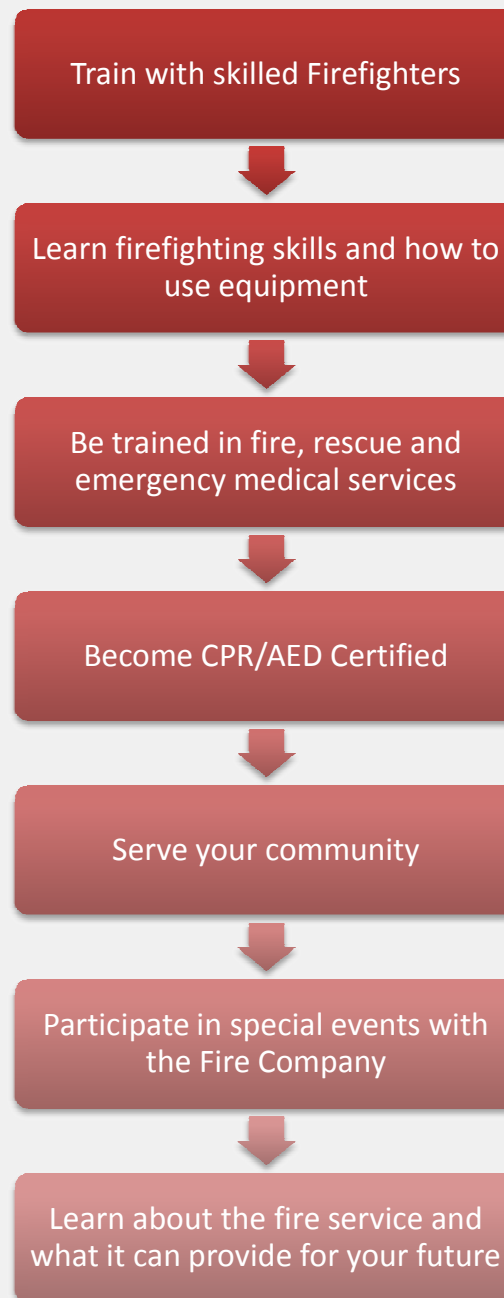 Train with skilled Firefighters
Learn firefighting skills and how to
use equipment
Be trained in fire, rescue and
emergency medical services
Become CPR/AED Certified
Serve your community
Participate in special events with
the Fire Company
Learn about the fire service and
what it can provide for your future